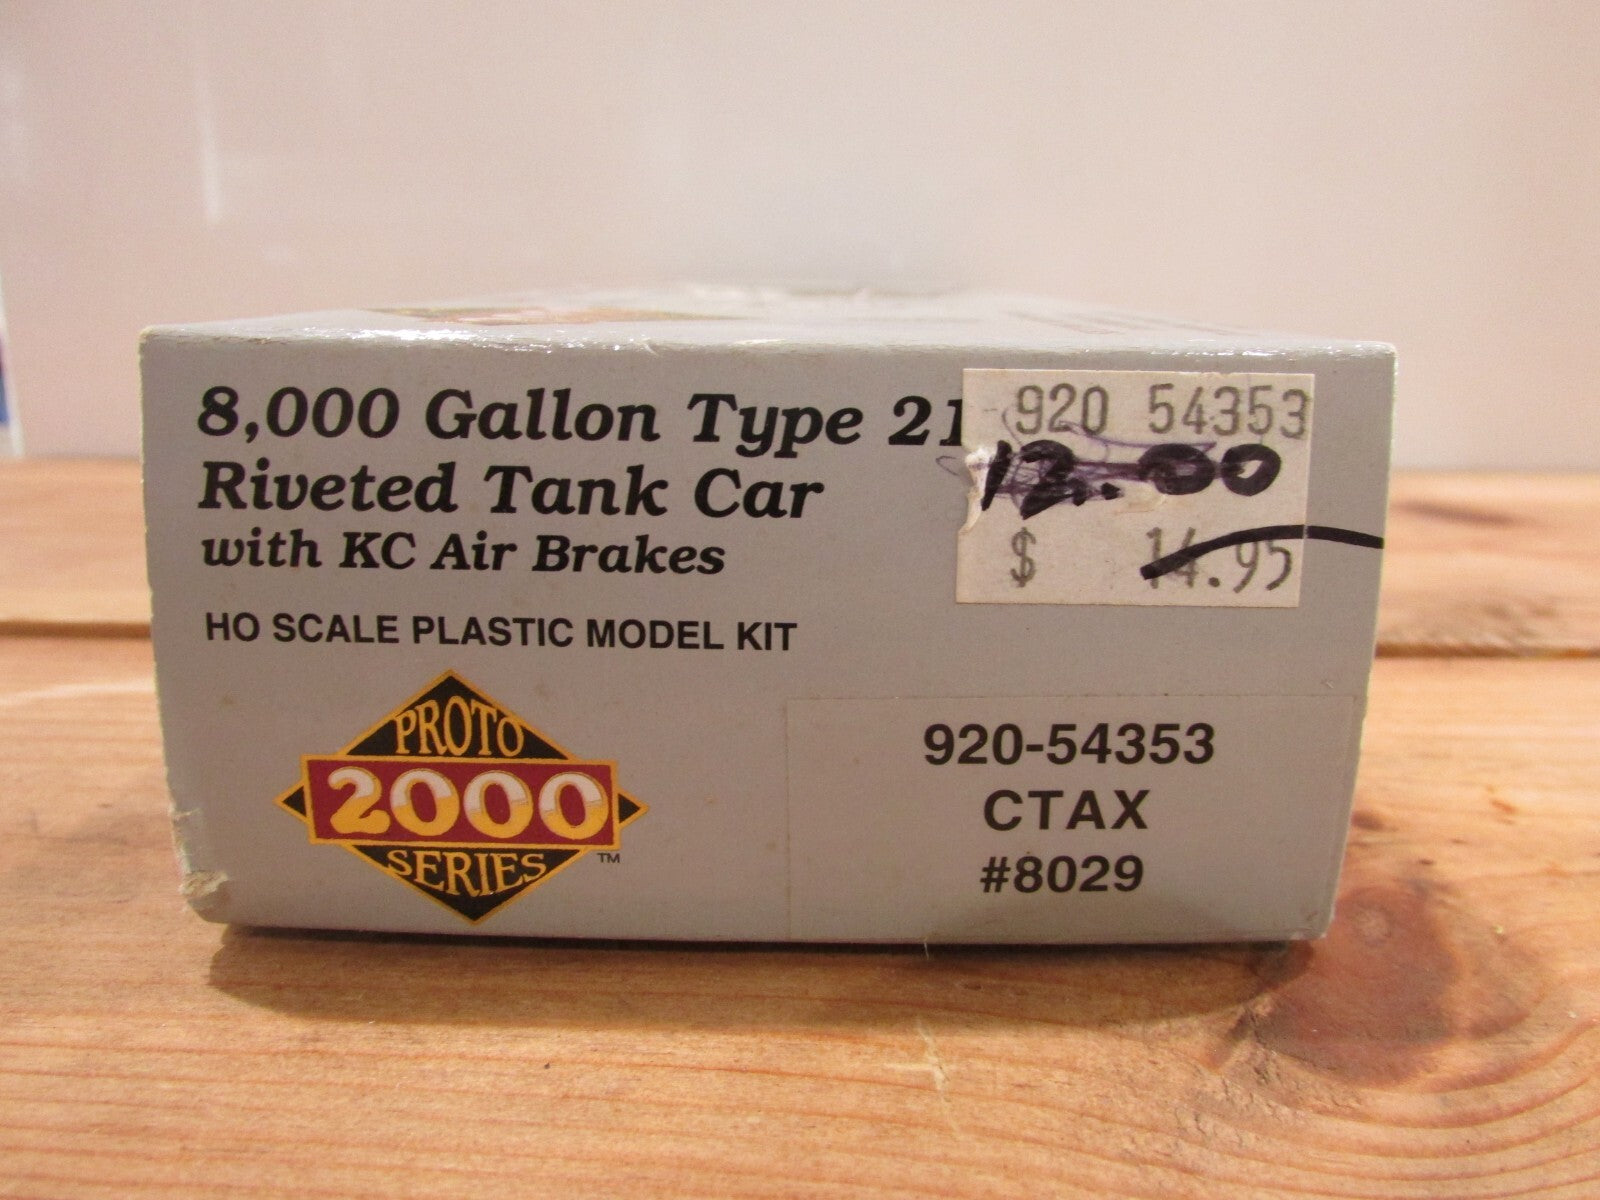 8,000 Gallon Type 21
Riveted Tank Car
with KC Air Brakes
HO SCALE PLASTIC MODEL KIT
920 54353
12.00
$ 14.95
PROTO
2000
SERIES
TM
920-54353
CTAX
#8029